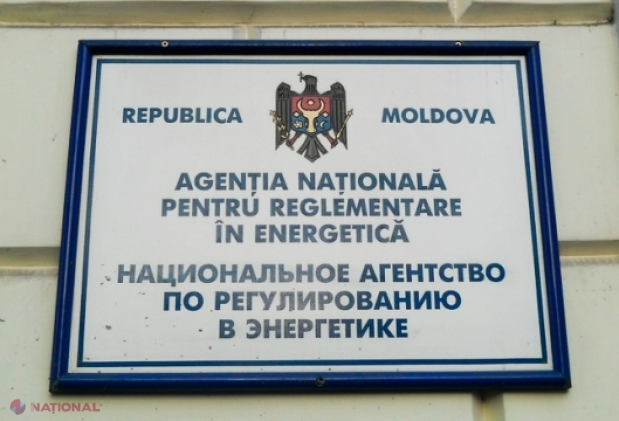 REPUBLICA MOLDOVA
AGENȚIA NAȚIONALĂ
PENTRU REGLEMENTARE
ÎN ENERGETICĂ
НАЦИОНАЛЬНОЕ АГЕНТСТВО
ПО РЕГУЛИРОВАНИЮ
В ЭНЕРГЕТИКЕ
NAȚIONAL